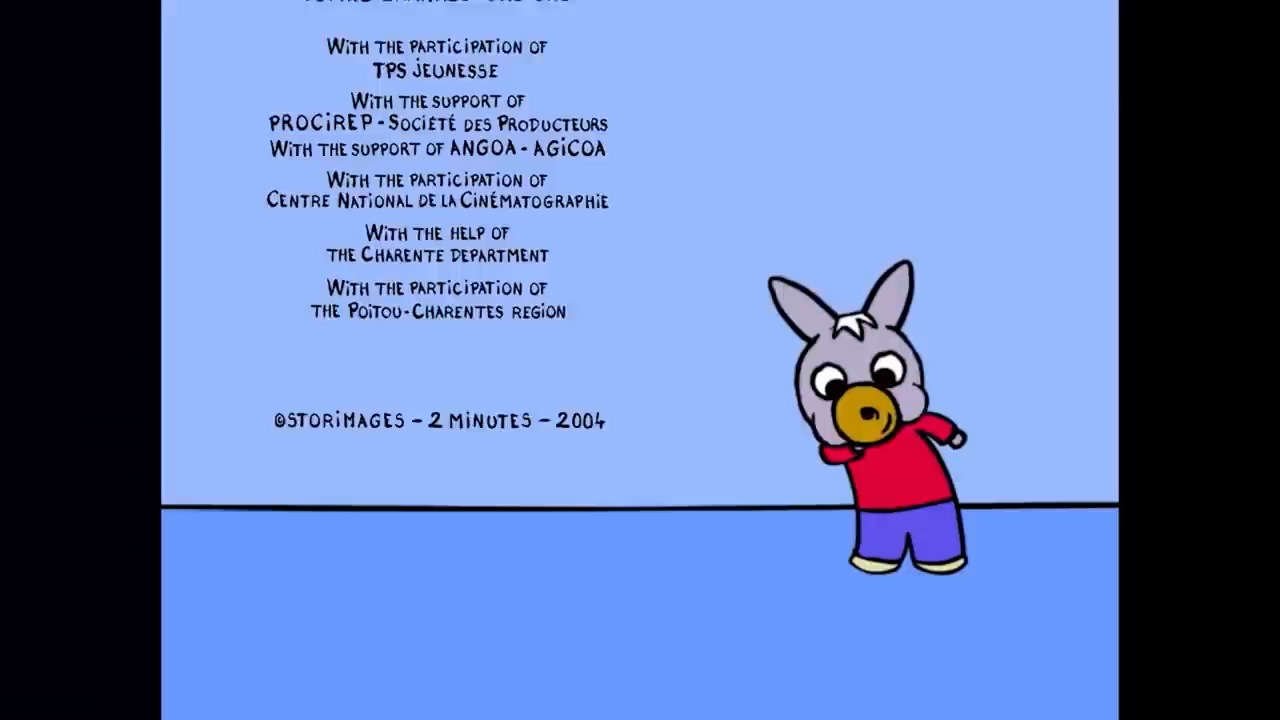 WiTH THE PARTiCiPATiON OF
TPS JEUNESSE
WiTH THE SUPPORT OF
PROCiREP - SOCiÉTÉ DES PRODUCTEURS
WiTH THE SUPPORT OF ANGOA - AGiCOA
WiTH THE PARTiCiPATiON OF
CENTRE NATiONAL DE LA CiNÉMATOGRAPHiE
WiTH THE HELP OF
THE CHARENTE DEPARTMENT
WiTH THE PARTiCiPATiON OF
THE POiTOU-CHARENTES REGiON
©STORiMAGES - 2 MiNUTES - 2004